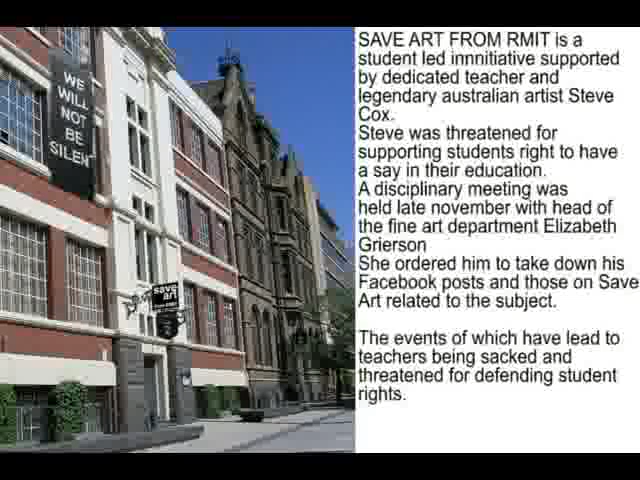 WE
WILL
NOT
BE
SILENT
save
art
SAVE ART FROM RMIT is a
student led innnitiative supported
by dedicated teacher and
legendary australian artist Steve
Cox.
Steve was threatened for
supporting students right to have
a say in their education.
A disciplinary meeting was
held late november with head of
the fine art department Elizabeth
Grierson
She ordered him to take down his
Facebook posts and those on Save
Art related to the subject.
The events of which have lead to
teachers being sacked and
threatened for defending student
rights.